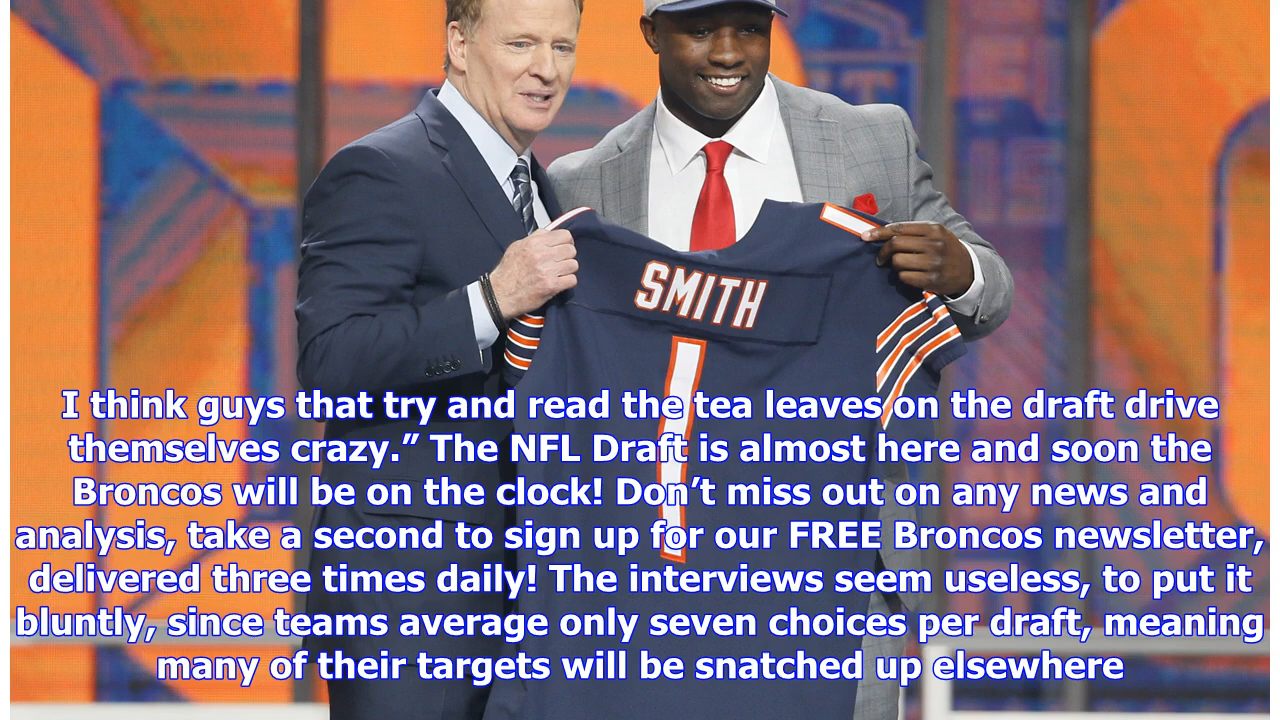 SMITH
1
I think guys that try and read the tea leaves on the draft drive
themselves crazy.” The NFL Draft is almost here and soon the
Broncos will be on the clock! Don’t miss out on any news and
analysis, take a second to sign up for our FREE Broncos newsletter,
delivered three times daily! The interviews seem useless, to put it
bluntly, since teams average only seven choices per draft, meaning
many of their targets will be snatched up elsewhere